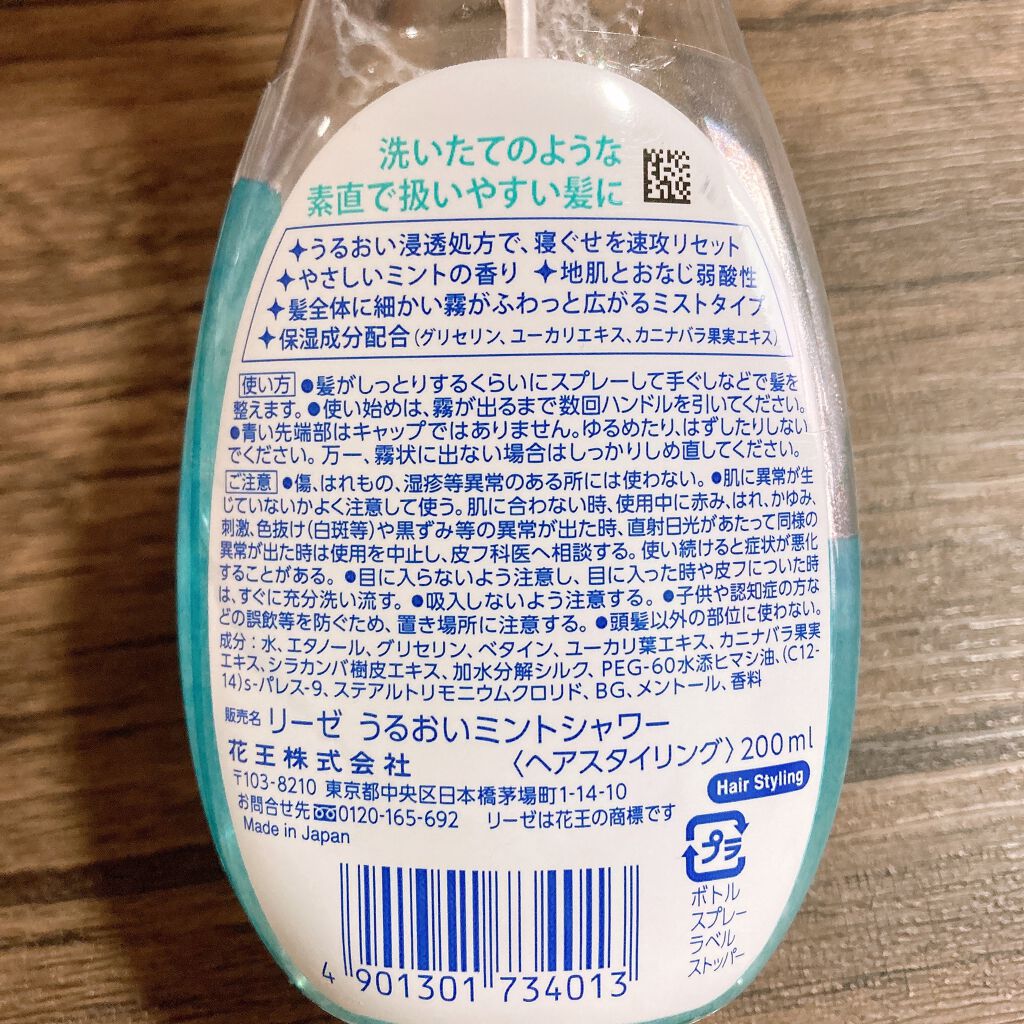 洗いたてのような
素直で扱いやすい髪に
✦うるおい浸透処方で、寝ぐせを速攻リセット
✦やさしいミントの香り ✦地肌とおなじ弱酸性
✦髪全体に細かい霧がふわっと広がるミストタイプ
✦保湿成分配合(グリセリン、ユーカリエキス、カニナバラ果実エキス)
使い方 ●髪がしっとりするくらいにスプレーして手ぐしなどで髪を
整えます。●使い始めは、霧が出るまで数回ハンドルを引いてください。
●青い先端部はキャップではありません。ゆるめたり、はずしたりしない
でください。万一、霧状に出ない場合はしっかりしめ直してください。
ご注意 ●傷、はれもの、湿疹等異常のある所には使わない。●肌に異常が生
じていないかよく注意して使う。肌に合わない時、使用中に赤み、はれ、かゆみ、
刺激、色抜け(白斑等)や黒ずみ等の異常が出た時、直射日光があたって同様の
異常が出た時は使用を中止し、皮フ科医へ相談する。使い続けると症状が悪化
することがある。●目に入らないよう注意し、目に入った時や皮フについた時
は、すぐに充分洗い流す。●吸入しないよう注意する。●子供や認知症の方な
どの誤飲等を防ぐため、置き場所に注意する。●頭髪以外の部位に使わない。
成分:水、エタノール、グリセリン、ベタイン、ユーカリ葉エキス、カニナバラ果実
エキス、シラカンバ樹皮エキス、加水分解シルク、PEG-60水添ヒマシ油、(C12-
14)s-パレス-9、ステアルトリモニウムクロリド、BG、メントール、香料
販売名 リーゼ うるおいミントシャワー
花王株式会社 〈ヘアスタイリング〉200ml
〒103-8210 東京都中央区日本橋茅場町1-14-10
Hair Styling
お問合せ先 0120-165-692 リーゼは花王の商標です
Made in Japan
プラ
ボトル
スプレー
ラベル
ストッパー
4 901301 734013